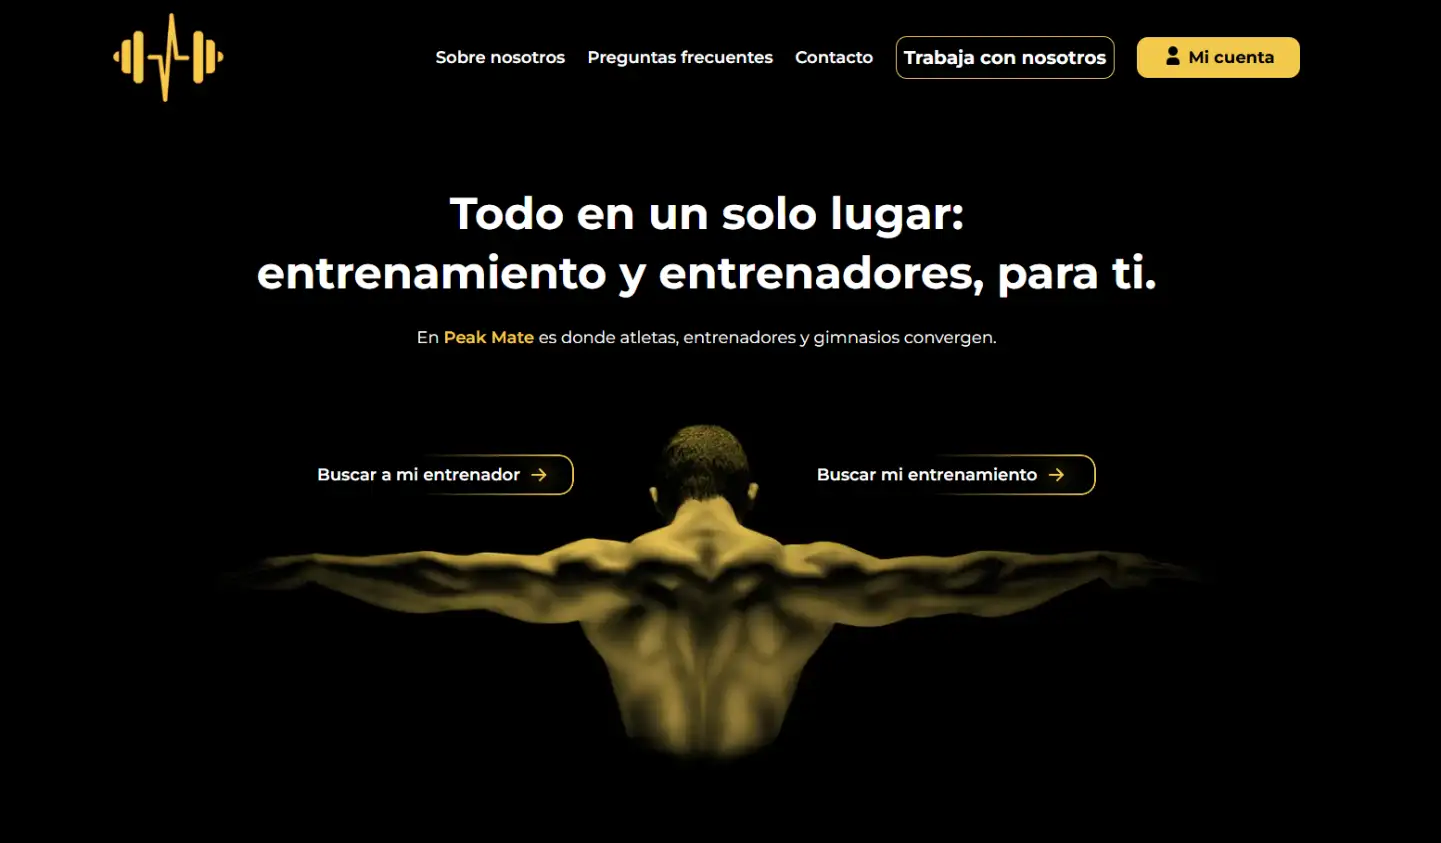 Sobre nosotros
Preguntas frecuentes
Contacto
Trabaja con nosotros
Mi cuenta
Todo en un solo lugar:
entrenamiento y entrenadores, para ti.
En Peak Mate es donde atletas, entrenadores y gimnasios convergen.
Buscar a mi entrenador →
Buscar mi entrenamiento →